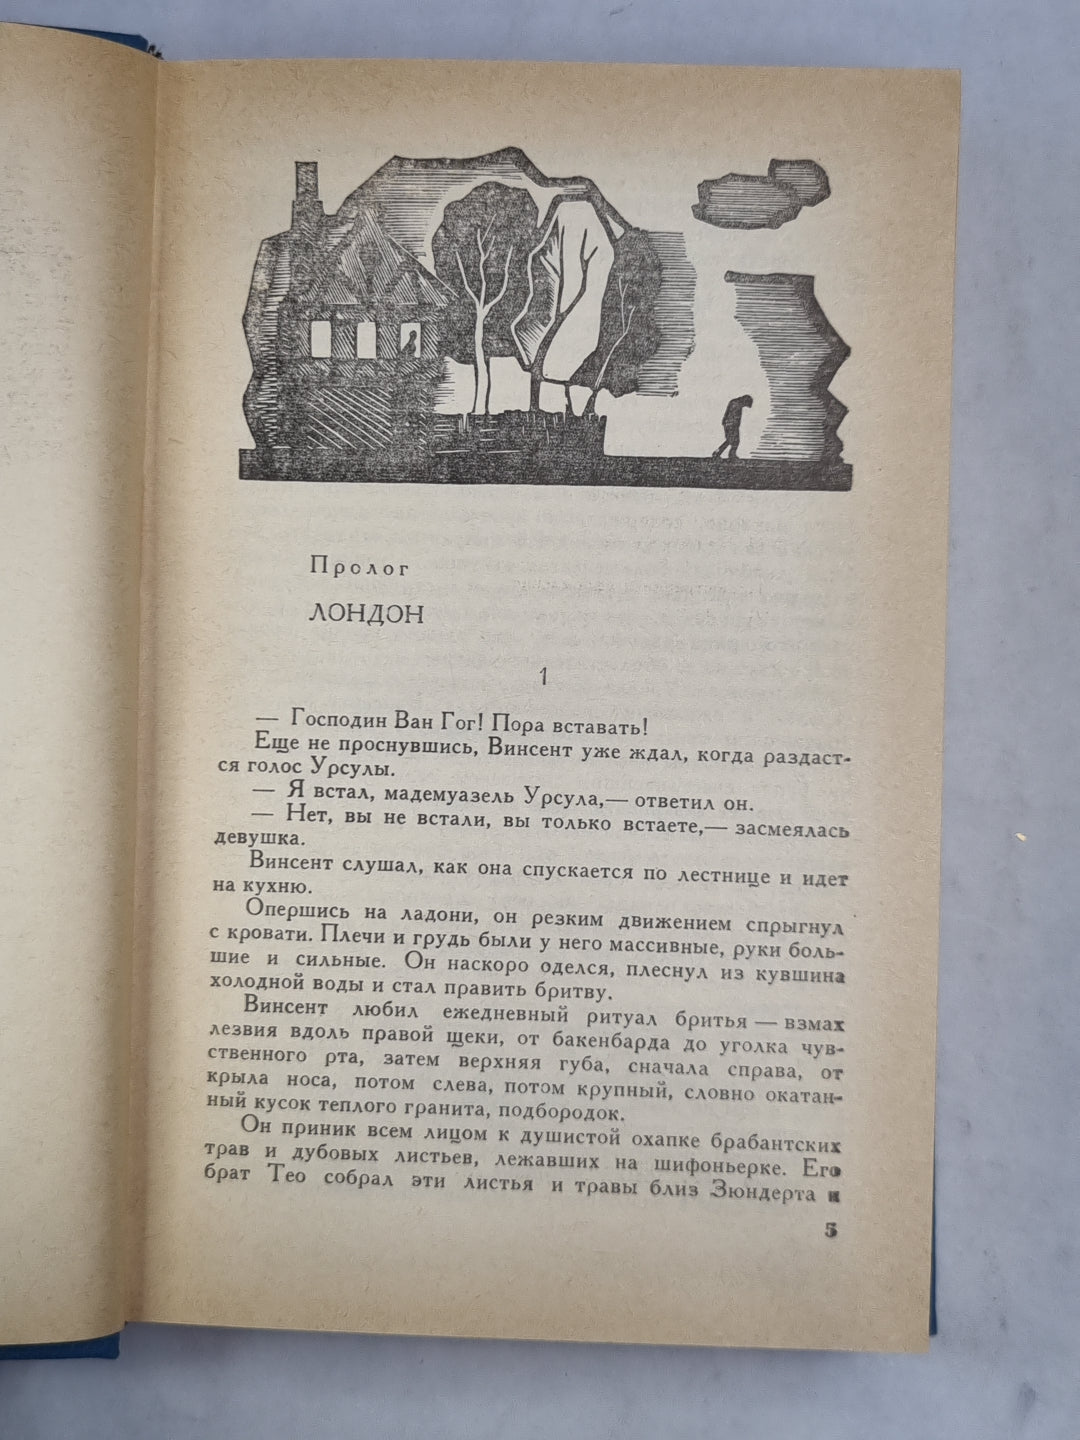 Пролог
ЛОНДОН
1
— Господин Ван Гог! Пора вставать!
Еще не проснувшись, Винсент уже ждал, когда раздаст-
ся голос Урсулы.
— Я встал, мадемуазель Урсула,— ответил он.
— Нет, вы не встали, вы только встаете,— засмеялась
девушка.
Винсент слушал, как она спускается по лестнице и идет
на кухню.
Опершись на ладони, он резким движением спрыгнул
с кровати. Плечи и грудь были у него массивные, руки боль-
шие и сильные. Он наскоро оделся, плеснул из кувшина
холодной воды и стал править бритву.
Винсент любил ежедневный ритуал бритья — взмах
лезвия вдоль правой щеки, от бакенбарда до уголка чув-
ственного рта, затем верхняя губа, сначала справа, от
крыла носа, потом слева, потом крупный, словно окатан-
ный кусок теплого гранита, подбородок.
Он приник всем лицом к душистой охапке брабантских
трав и дубовых листьев, лежавших на шифоньерке. Его
брат Тео собрал эти листья и травы близ Зюндерта и
5